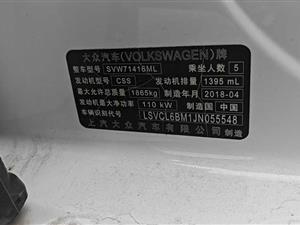 大众汽车(VOLKSWAGEN)牌
整车型号 SVW71416ML 乘坐人数 5
发动机型号 CSS 发动机排量 1395 mL
最大允许总质量 1865kg 制造年月 2018-04
发动机最大净功率 110 kW 制造国 中国
车辆识别代号 LSVCL6BM1JN055548
上汽大众汽车有限公司 制造